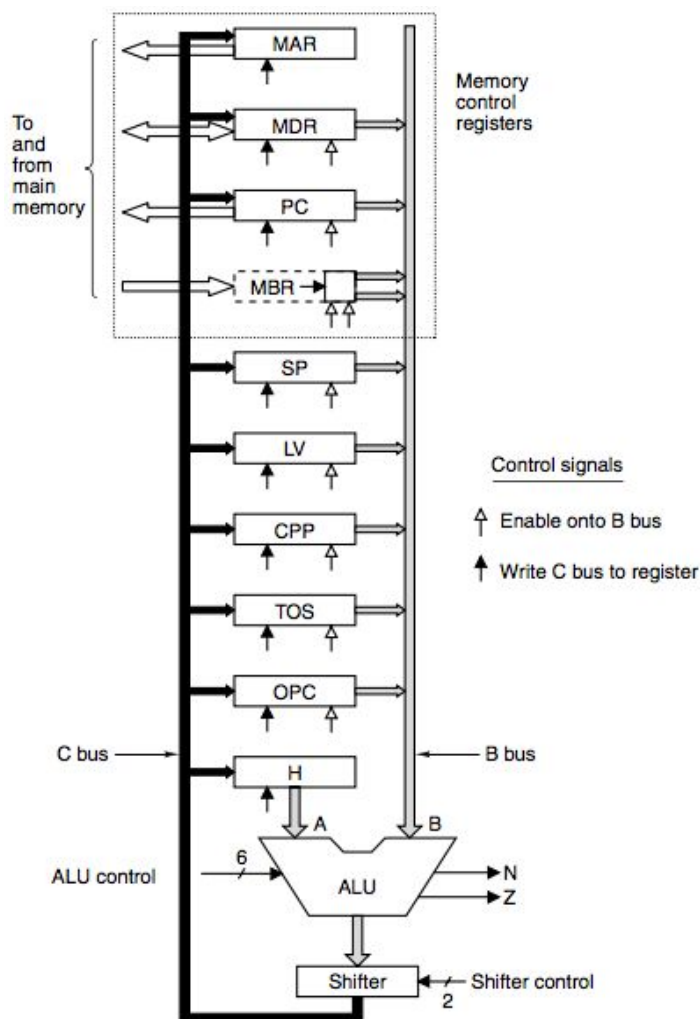 MAR
MDR
PC
MBR
SP
LV
CPP
TOS
OPC
H
To
and
from
main
memory
Memory
control
registers
Control signals
Enable onto B bus
Write C bus to register
C bus
B bus
A
B
6
ALU control
ALU
N
Z
Shifter
Shifter control
2